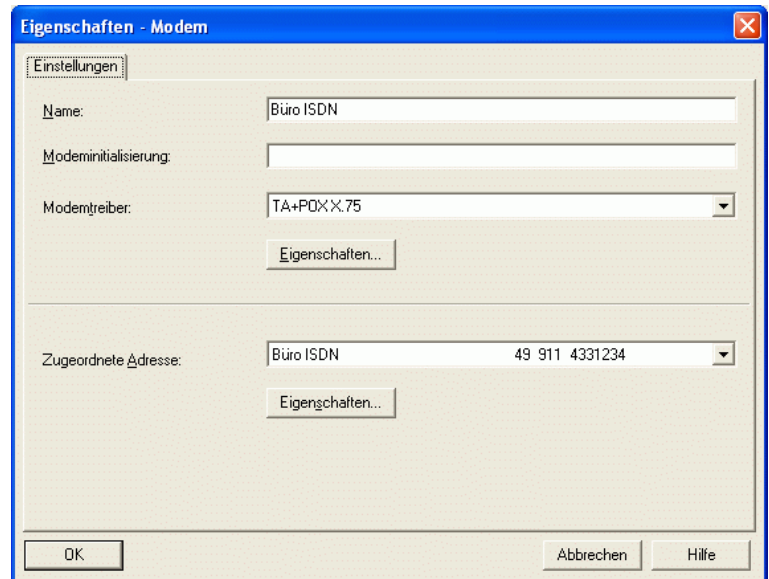 Eigenschaften - Modem
Einstellungen
Name: Büro ISDN
Modeminitialisierung:
Modemtreiber: TA+POX X.75
Eigenschaften...
Zugeordnete Adresse: Büro ISDN 49 911 4331234
Eigenschaften...
OK Abbrechen Hilfe